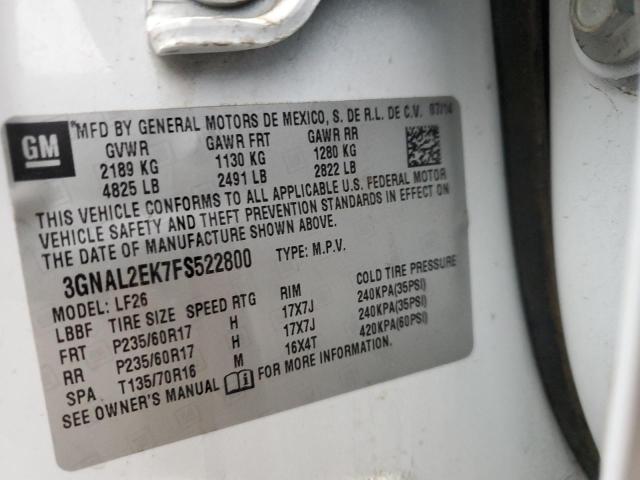 GM
MFD BY GENERAL MOTORS DE MEXICO, S. DE R.L. DE C.V. 07/14
GVWR GAWR FRT GAWR RR
2189 KG 1130 KG 1280 KG
4825 LB 2491 LB 2822 LB
THIS VEHICLE CONFORMS TO ALL APPLICABLE U.S. FEDERAL MOTOR
VEHICLE SAFETY AND THEFT PREVENTION STANDARDS IN EFFECT ON
THE DATE OF MANUFACTURE SHOWN ABOVE.
3GNAL2EK7FS522800 TYPE: M.P.V.
MODEL: LF26
LBBF TIRE SIZE SPEED RTG RIM COLD TIRE PRESSURE
FRT P235/60R17 H 17X7J 240KPA(35PSI)
RR P235/60R17 H 17X7J 240KPA(35PSI)
SPA T135/70R16 M 16X4T 420KPA(60PSI)
SEE OWNER'S MANUAL FOR MORE INFORMATION.